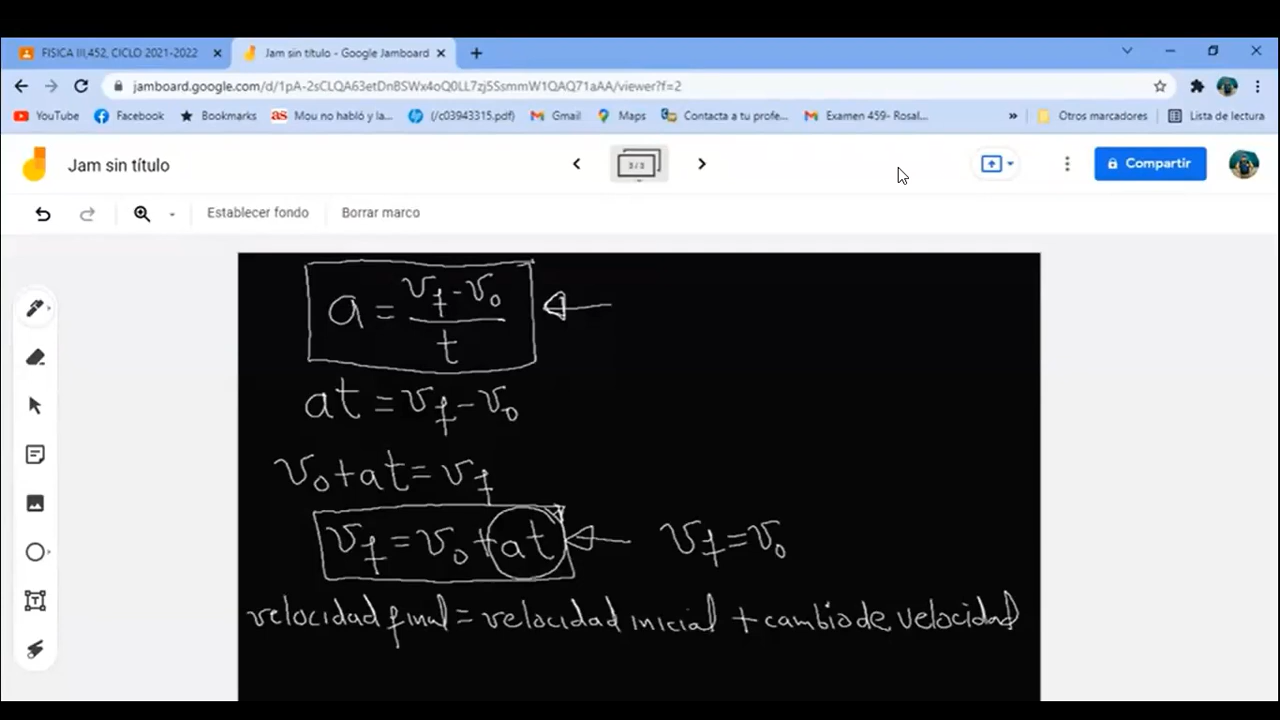 FISICA III,452, CICLO 2021-2022
Jam sin título - Google Jamboard
jamboard.google.com/d/1pA-2sCLQA63etDnBSWx4oQ0LL7zj5SsmmW1QAQ71aAA/viewer?f=2
YouTube Facebook Bookmarks as Mou no habló y la... hp (/c03943315.pdf) Gmail Maps Contacta a tu profe... Examen 459- Rosal... » Otros marcadores Lista de lectura
Jam sin título 3 / 3 Compartir
Establecer fondo Borrar marco
a = (v_f - v_0) / t
at = v_f - v_0
v_0 + at = v_f
v_f = v_0 + at v_f = v_0
velocidad final = velocidad inicial + cambio de velocidad